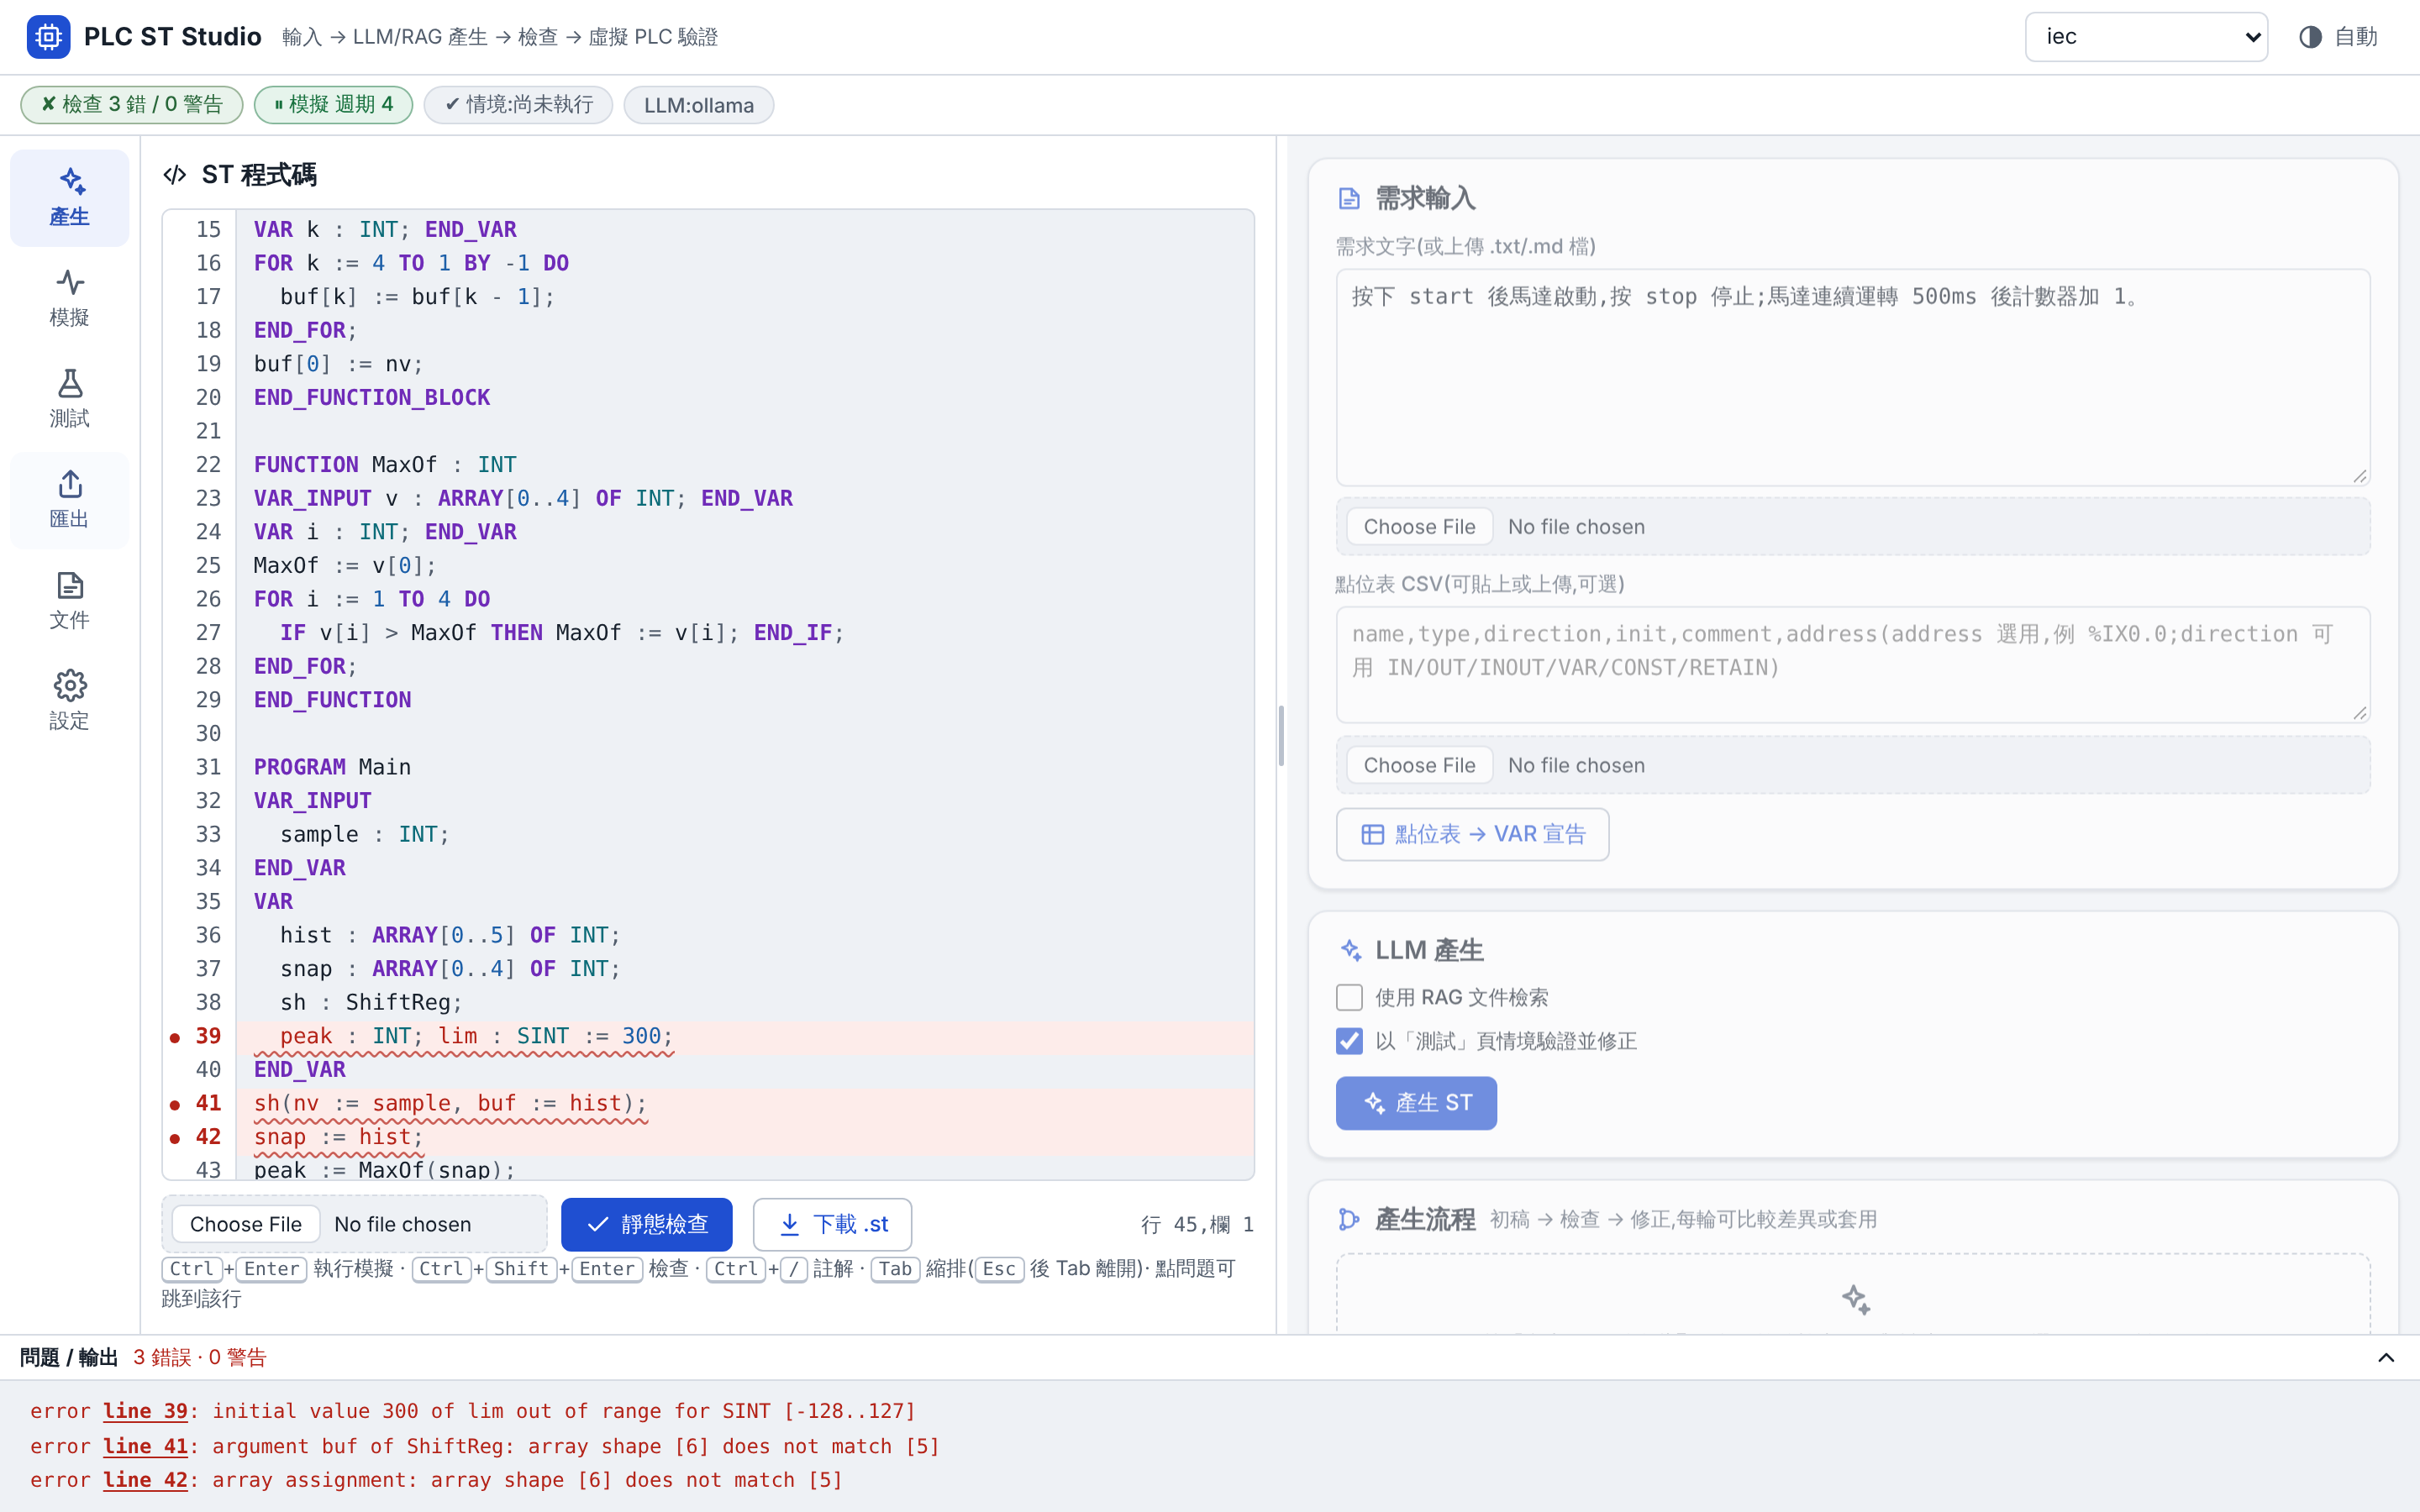 PLC ST Studio 輸入 → LLM/RAG 產生 → 檢查 → 虛擬 PLC 驗證
iec
自動
✘ 檢查 3 錯 / 0 警告
⏸ 模擬 週期 4
✔ 情境:尚未執行
LLM:ollama
產生
模擬
測試
匯出
文件
設定
</> ST 程式碼
15 VAR k : INT; END_VAR
16 FOR k := 4 TO 1 BY -1 DO
17   buf[k] := buf[k - 1];
18 END_FOR;
19 buf[0] := nv;
20 END_FUNCTION_BLOCK
21
22 FUNCTION MaxOf : INT
23 VAR_INPUT v : ARRAY[0..4] OF INT; END_VAR
24 VAR i : INT; END_VAR
25 MaxOf := v[0];
26 FOR i := 1 TO 4 DO
27   IF v[i] > MaxOf THEN MaxOf := v[i]; END_IF;
28 END_FOR;
29 END_FUNCTION
30
31 PROGRAM Main
32 VAR_INPUT
33   sample : INT;
34 END_VAR
35 VAR
36   hist : ARRAY[0..5] OF INT;
37   snap : ARRAY[0..4] OF INT;
38   sh : ShiftReg;
● 39   peak : INT; lim : SINT := 300;
40 END_VAR
● 41 sh(nv := sample, buf := hist);
● 42 snap := hist;
43 peak := MaxOf(snap);
Choose File No file chosen
靜態檢查
下載 .st
行 45,欄 1
Ctrl+Enter 執行模擬 · Ctrl+Shift+Enter 檢查 · Ctrl+/ 註解 · Tab 縮排(Esc 後 Tab 離開)· 點問題可
跳到該行
需求輸入
需求文字(或上傳 .txt/.md 檔)
按下 start 後馬達啟動,按 stop 停止;馬達連續運轉 500ms 後計數器加 1。
Choose File No file chosen
點位表 CSV(可貼上或上傳,可選)
name,type,direction,init,comment,address(address 選用,例 %IX0.0;direction 可
用 IN/OUT/INOUT/VAR/CONST/RETAIN)
Choose File No file chosen
點位表 → VAR 宣告
LLM 產生
使用 RAG 文件檢索
以「測試」頁情境驗證並修正
產生 ST
產生流程 初稿 → 檢查 → 修正,每輪可比較差異或套用
問題 / 輸出 3 錯誤 · 0 警告
error line 39: initial value 300 of lim out of range for SINT [-128..127]
error line 41: argument buf of ShiftReg: array shape [6] does not match [5]
error line 42: array assignment: array shape [6] does not match [5]